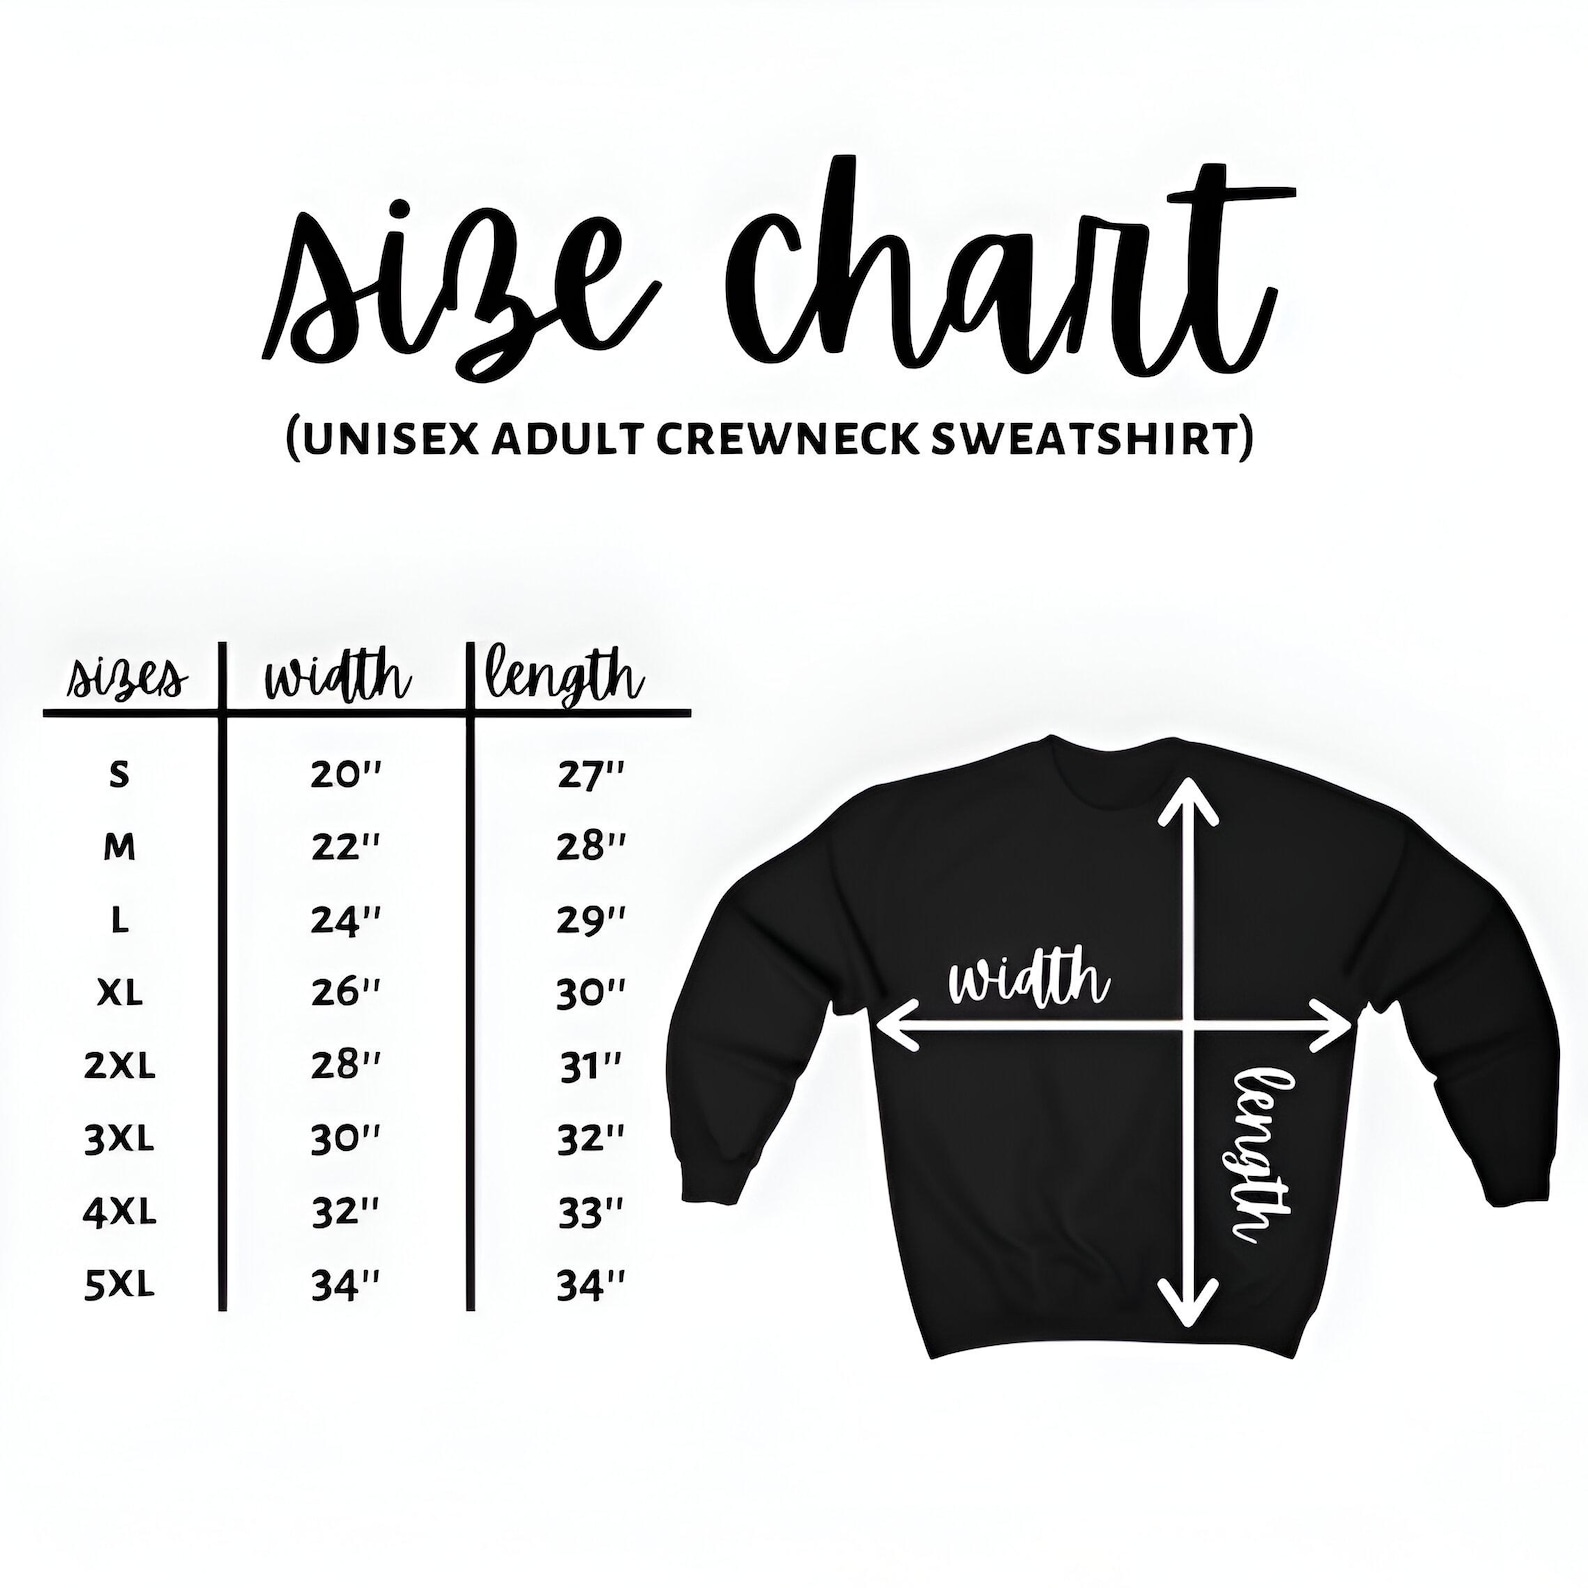 size chart
(UNISEX ADULT CREWNECK SWEATSHIRT)
sizes width length
S 20" 27"
M 22" 28"
L 24" 29"
XL 26" 30"
2XL 28" 31"
3XL 30" 32"
4XL 32" 33"
5XL 34" 34"
width
length